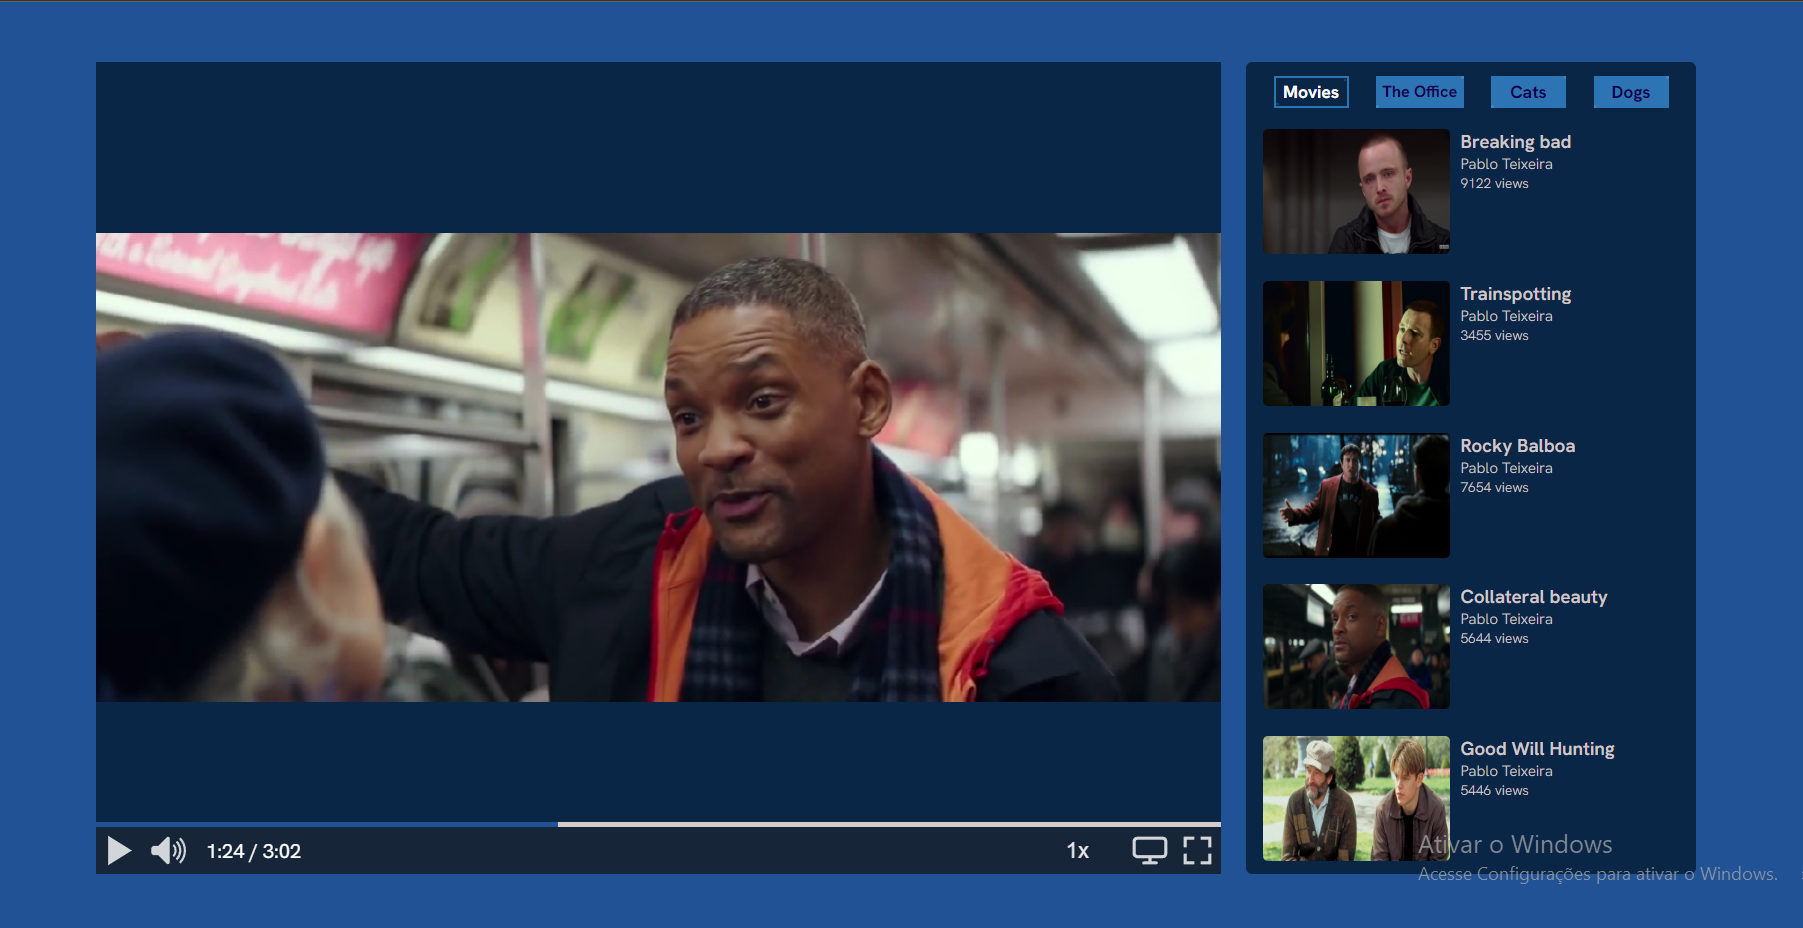 Movies
The Office
Cats
Dogs
Breaking bad
Pablo Teixeira
9122 views
Trainspotting
Pablo Teixeira
3455 views
Rocky Balboa
Pablo Teixeira
7654 views
Collateral beauty
Pablo Teixeira
5644 views
Good Will Hunting
Pablo Teixeira
5446 views
1:24 / 3:02
1x
Ativar o Windows
Acesse Configurações para ativar o Windows.